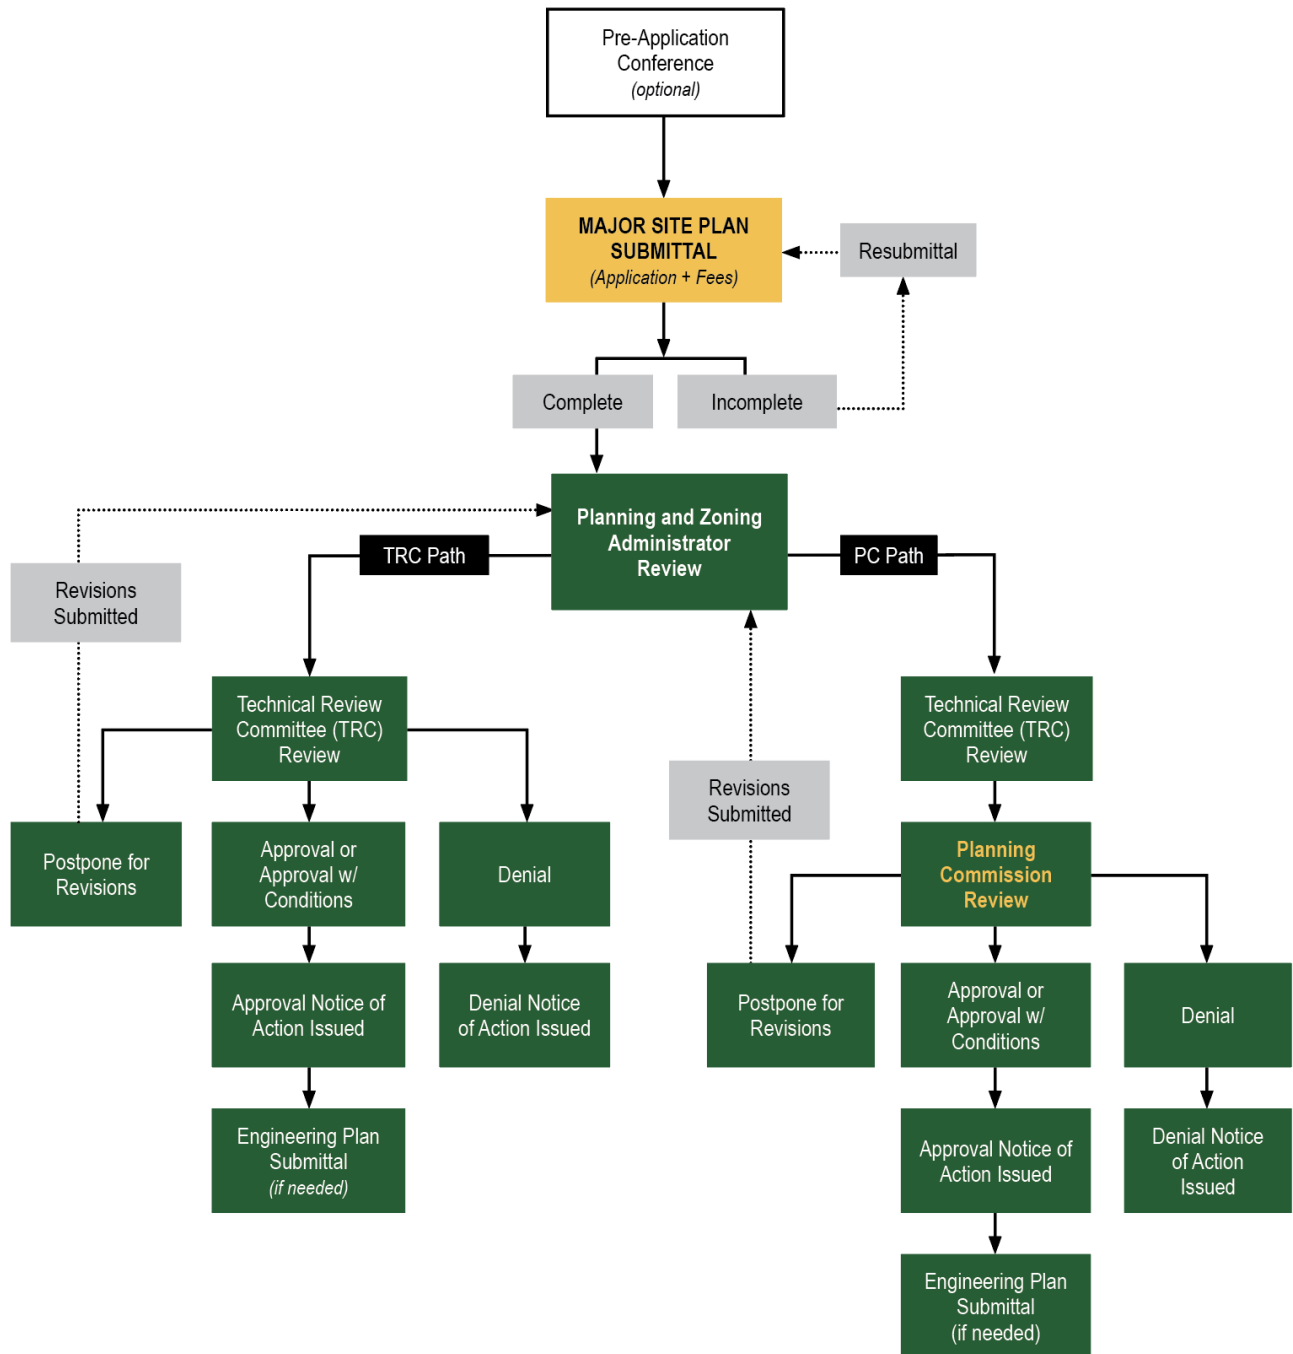 Pre-Application
Conference
(optional)
MAJOR SITE PLAN
SUBMITTAL
(Application + Fees)
Resubmittal
Complete
Incomplete
Planning and Zoning
Administrator
Review
TRC Path
PC Path
Revisions
Submitted
Technical Review
Committee (TRC)
Review
Technical Review
Committee (TRC)
Review
Revisions
Submitted
Postpone for
Revisions
Approval or
Approval w/
Conditions
Denial
Planning
Commission
Review
Approval Notice of
Action Issued
Denial Notice
of Action Issued
Postpone for
Revisions
Approval or
Approval w/
Conditions
Denial
Engineering Plan
Submittal
(if needed)
Approval Notice of
Action Issued
Denial Notice
of Action
Issued
Engineering Plan
Submittal
(if needed)